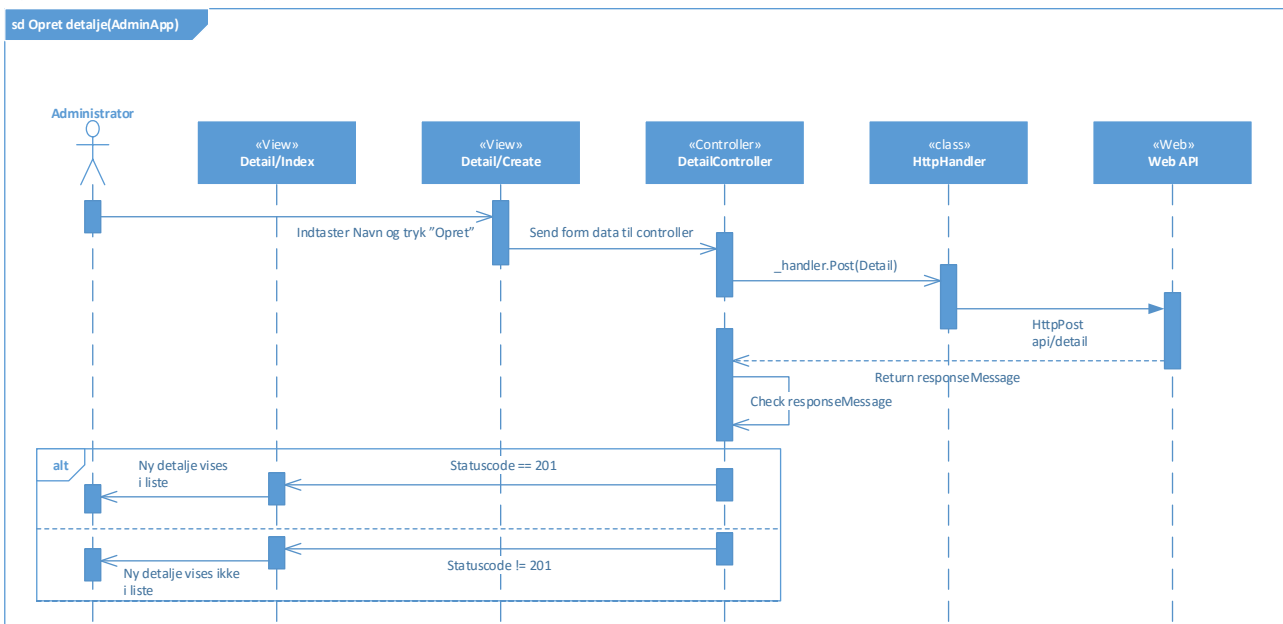 sd Opret detalje(AdminApp)
Administrator
«View»
Detail/Index
«View»
Detail/Create
«Controller»
DetailController
«class»
HttpHandler
«Web»
Web API
Indtaster Navn og tryk ”Opret”
Send form data til controller
_handler.Post(Detail)
HttpPost
api/detail
Return responseMessage
Check responseMessage
alt
Ny detalje vises
i liste
Statuscode == 201
Ny detalje vises ikke
i liste
Statuscode != 201